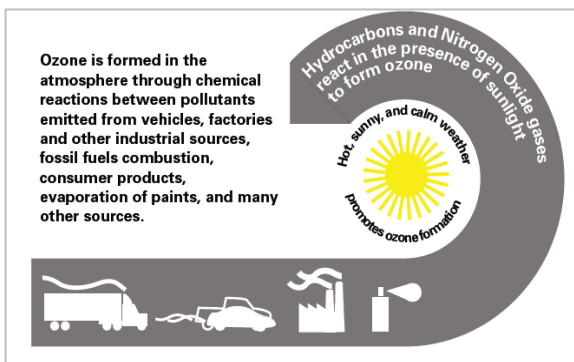 Ozone is formed in the
atmosphere through chemical
reactions between pollutants
emitted from vehicles, factories
and other industrial sources,
fossil fuels combustion,
consumer products,
evaporation of paints, and many
other sources.
Hydrocarbons and Nitrogen Oxide gases
react in the presence of sunlight
to form ozone
Hot, sunny, and calm weather
promotes ozone formation